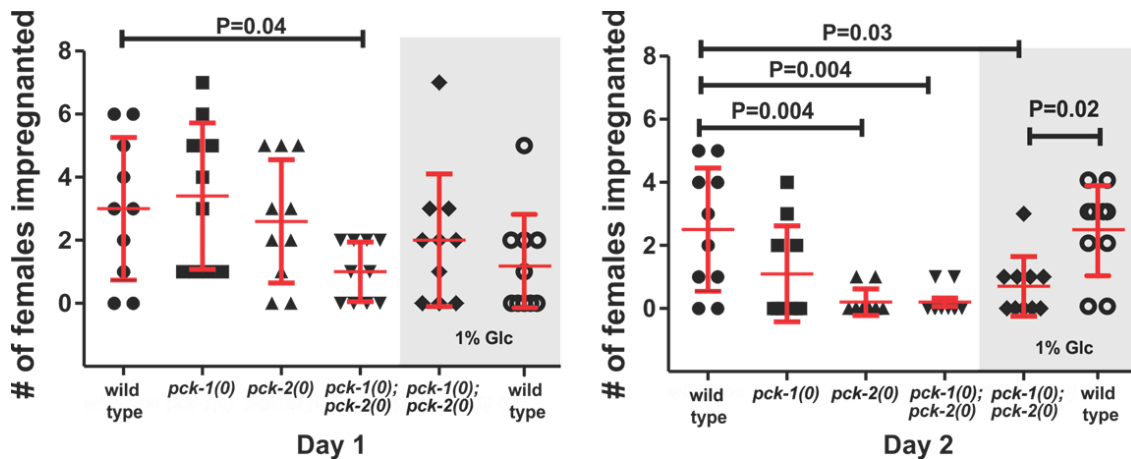 # of females impregnanted
P=0.04
8
6
4
2
0
1% Glc
wild
type
pck-1(0)
pck-2(0)
pck-1(0);
pck-2(0)
pck-1(0);
pck-2(0)
wild
type
Day 1
# of females impregnanted
P=0.03
P=0.004
P=0.004
P=0.02
8
6
4
2
0
1% Glc
wild
type
pck-1(0)
pck-2(0)
pck-1(0);
pck-2(0)
pck-1(0);
pck-2(0)
wild
type
Day 2